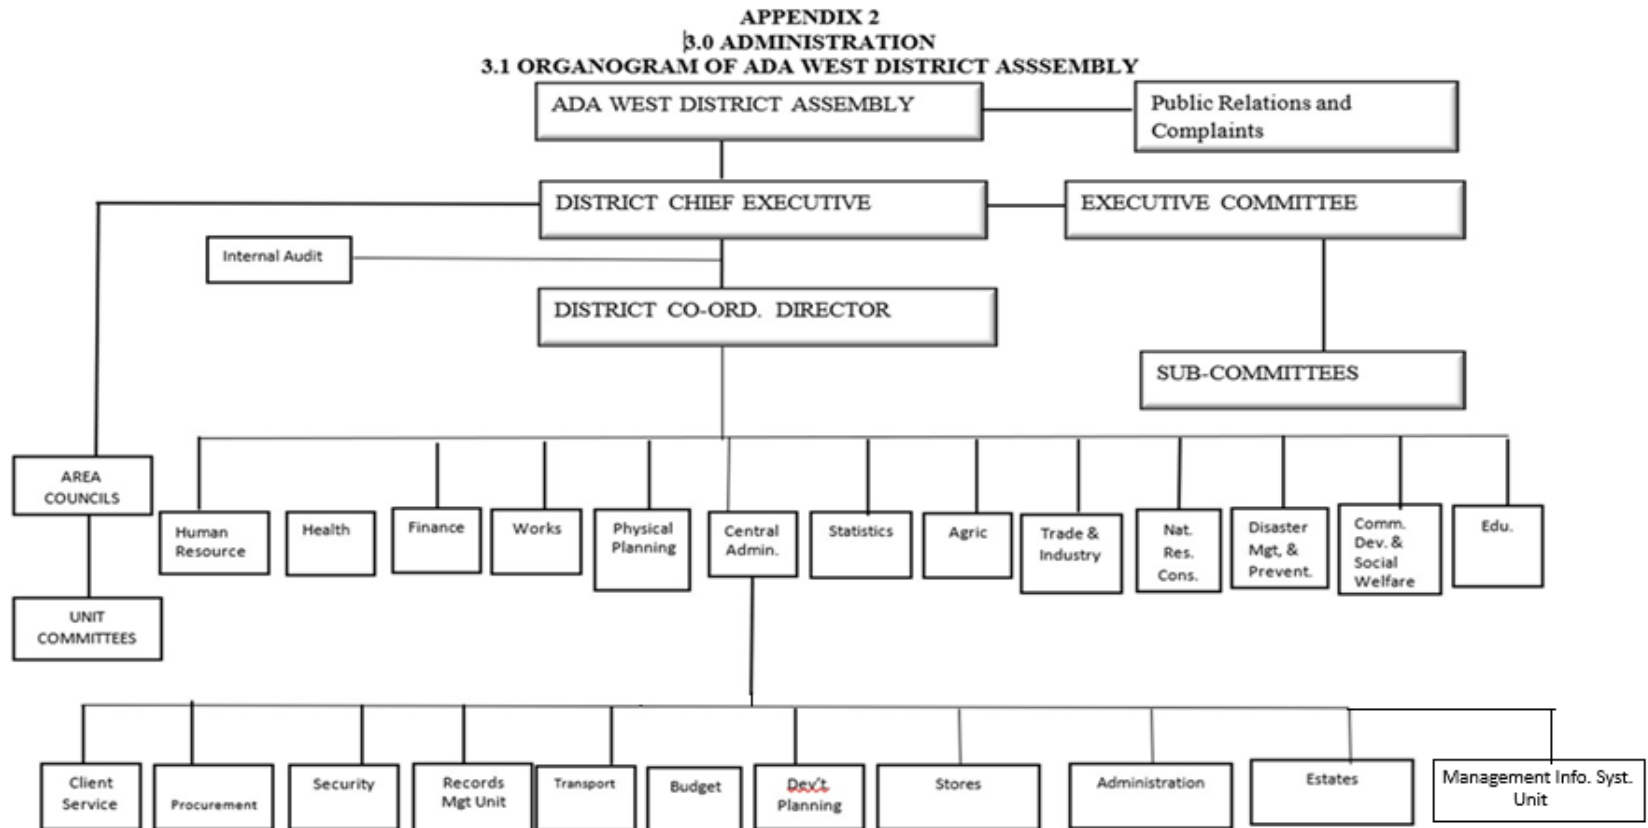 APPENDIX 2
3.0 ADMINISTRATION
3.1 ORGANOGRAM OF ADA WEST DISTRICT ASSSEMBLY
ADA WEST DISTRICT ASSEMBLY
Public Relations and
Complaints
DISTRICT CHIEF EXECUTIVE
EXECUTIVE COMMITTEE
Internal Audit
DISTRICT CO-ORD. DIRECTOR
SUB-COMMITTEES
AREA
COUNCILS
UNIT
COMMITTEES
Human
Resource
Health
Finance
Works
Physical
Planning
Central
Admin.
Statistics
Agric
Trade &
Industry
Nat.
Res.
Cons.
Disaster
Mgt, &
Prevent.
Comm.
Dev. &
Social
Welfare
Edu.
Client
Service
Procurement
Security
Records
Mgt Unit
Transport
Budget
Dev't
Planning
Stores
Administration
Estates
Management Info. Syst.
Unit